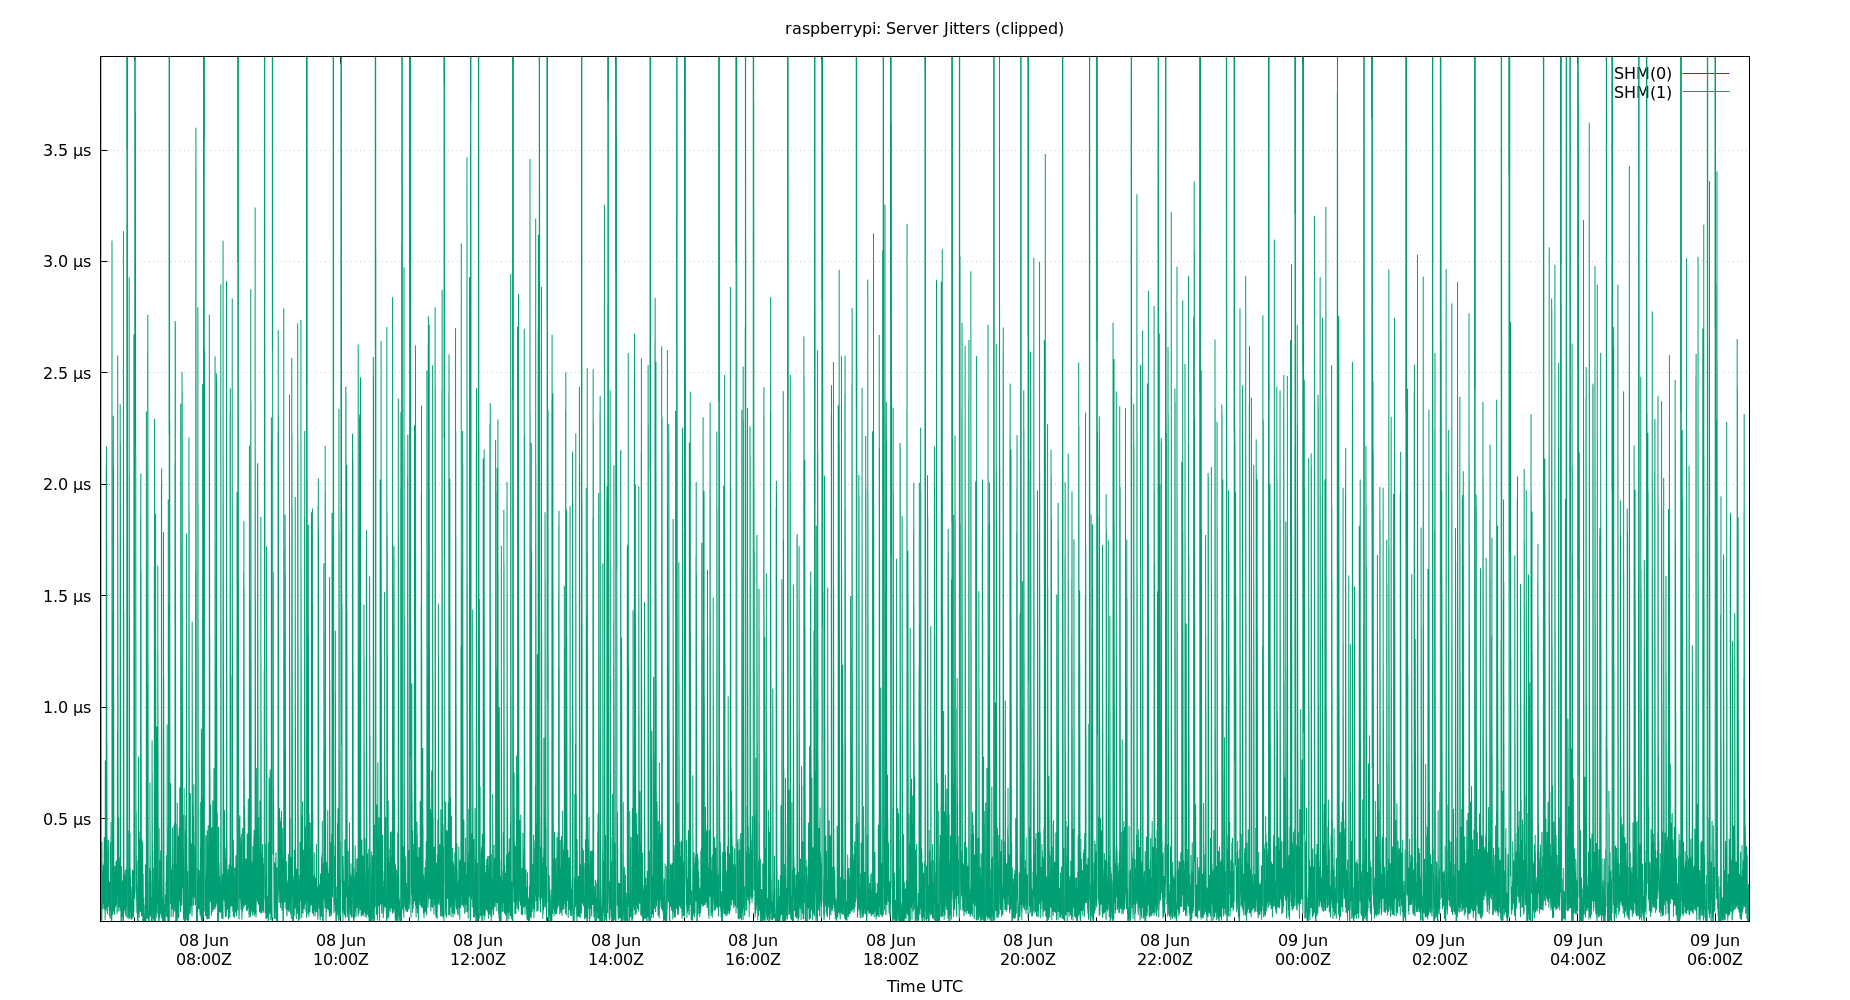 raspberrypi: Server Jitters (clipped)
SHM(0)
SHM(1)
3.5 µs
3.0 µs
2.5 µs
2.0 µs
1.5 µs
1.0 µs
0.5 µs
08 Jun 08 Jun 08 Jun 08 Jun 08 Jun 08 Jun 08 Jun 08 Jun 09 Jun 09 Jun 09 Jun 09 Jun
08:00Z 10:00Z 12:00Z 14:00Z 16:00Z 18:00Z 20:00Z 22:00Z 00:00Z 02:00Z 04:00Z 06:00Z
Time UTC